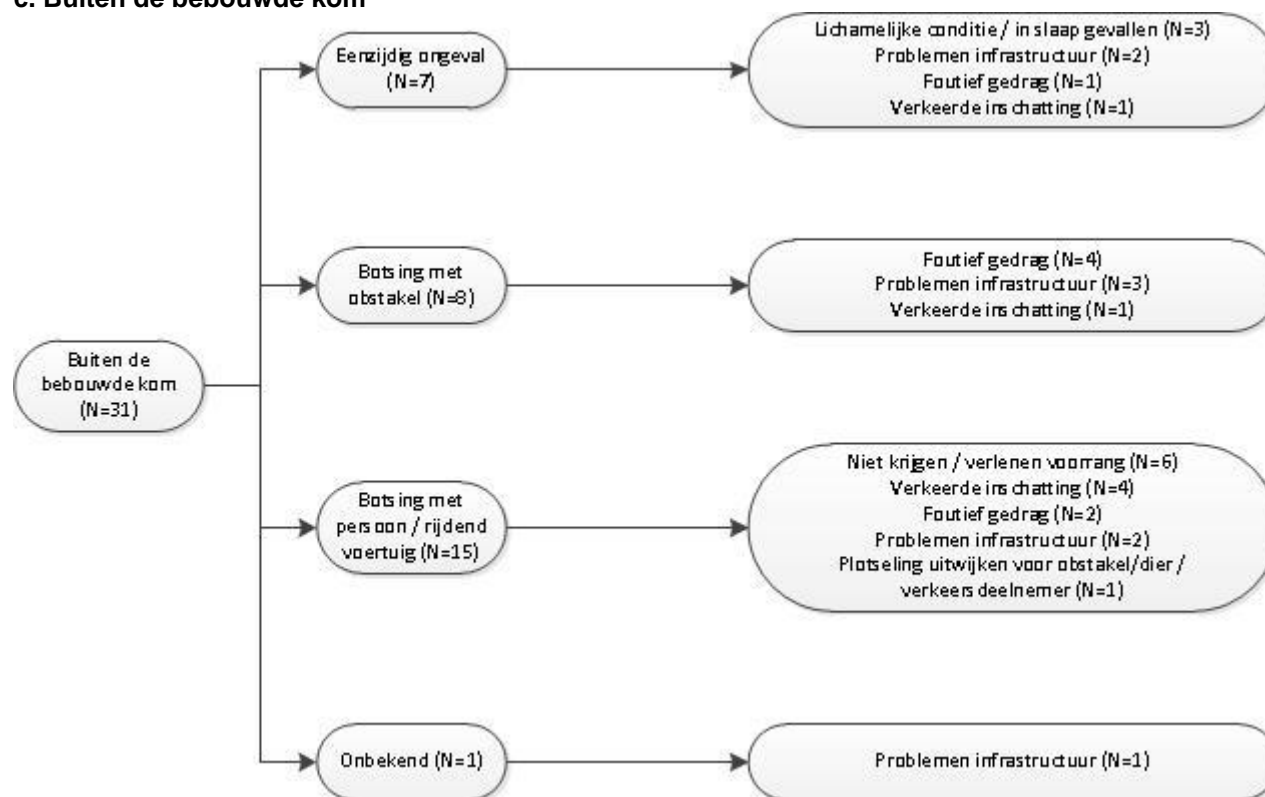 c. Buiten de bebouwde kom
Eenzijdig ongeval
(N=7)
Lichamelijke conditie / in slaap gevallen (N=3)
Problemen infrastructuur (N=2)
Foutief gedrag (N=1)
Verkeerde inschatting (N=1)
Botsing met
obstakel (N=8)
Foutief gedrag (N=4)
Problemen infrastructuur (N=3)
Verkeerde inschatting (N=1)
Buiten de
bebouwde kom
(N=31)
Botsing met
persoon / rijdend
voertuig (N=15)
Niet krijgen / verlenen voorrang (N=6)
Verkeerde inschatting (N=4)
Foutief gedrag (N=2)
Problemen infrastructuur (N=2)
Plotseling uitwijken voor obstakel/dier /
verkeersdeelnemer (N=1)
Onbekend (N=1)
Problemen infrastructuur (N=1)